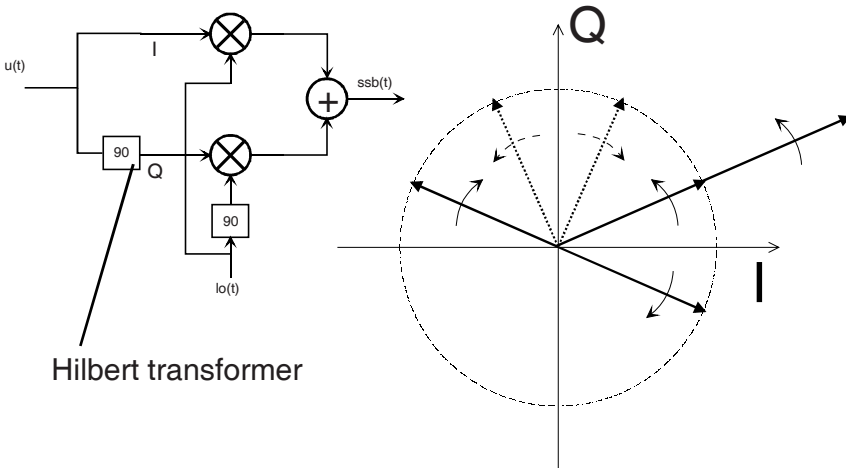 u(t)
I
90
Q
90
lo(t)
+
ssb(t)
Hilbert transformer
Q
I